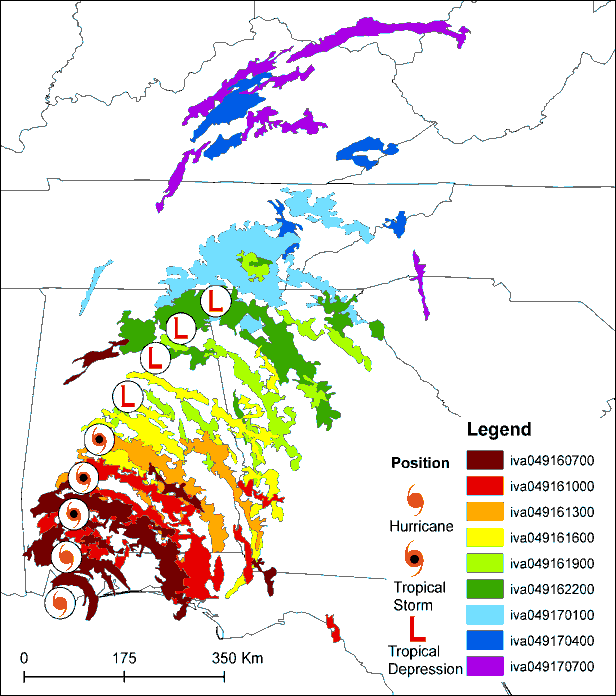 L
L
L
L
Legend
Position
Hurricane
Tropical
Storm
L
Tropical
Depression
iva049160700
iva049161000
iva049161300
iva049161600
iva049161900
iva049162200
iva049170100
iva049170400
iva049170700
0 175 350 Km